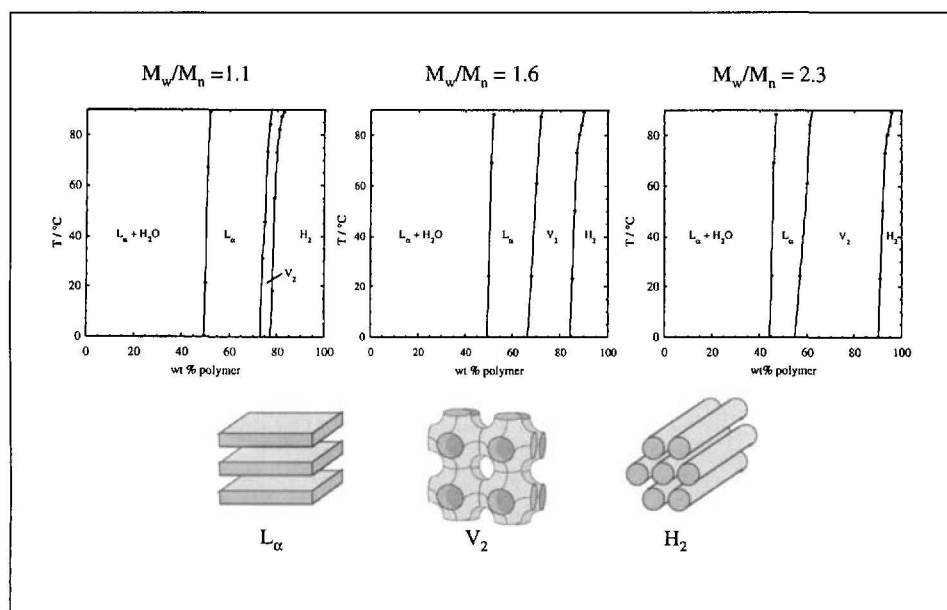 M_w/M_n =1.1
M_w/M_n = 1.6
M_w/M_n = 2.3
T / °C
80
60
40
20
0
L_α + H_2O
L_α
V_2
H_2
0 20 40 60 80 100
wt % polymer
T / °C
80
60
40
20
0
L_α + H_2O
L_α
V_2
H_2
0 20 40 60 80 100
wt % polymer
T / °C
80
60
40
20
0
L_α + H_2O
L_α
V_2
H_2
0 20 40 60 80 100
wt% polymer
L_α
V_2
H_2